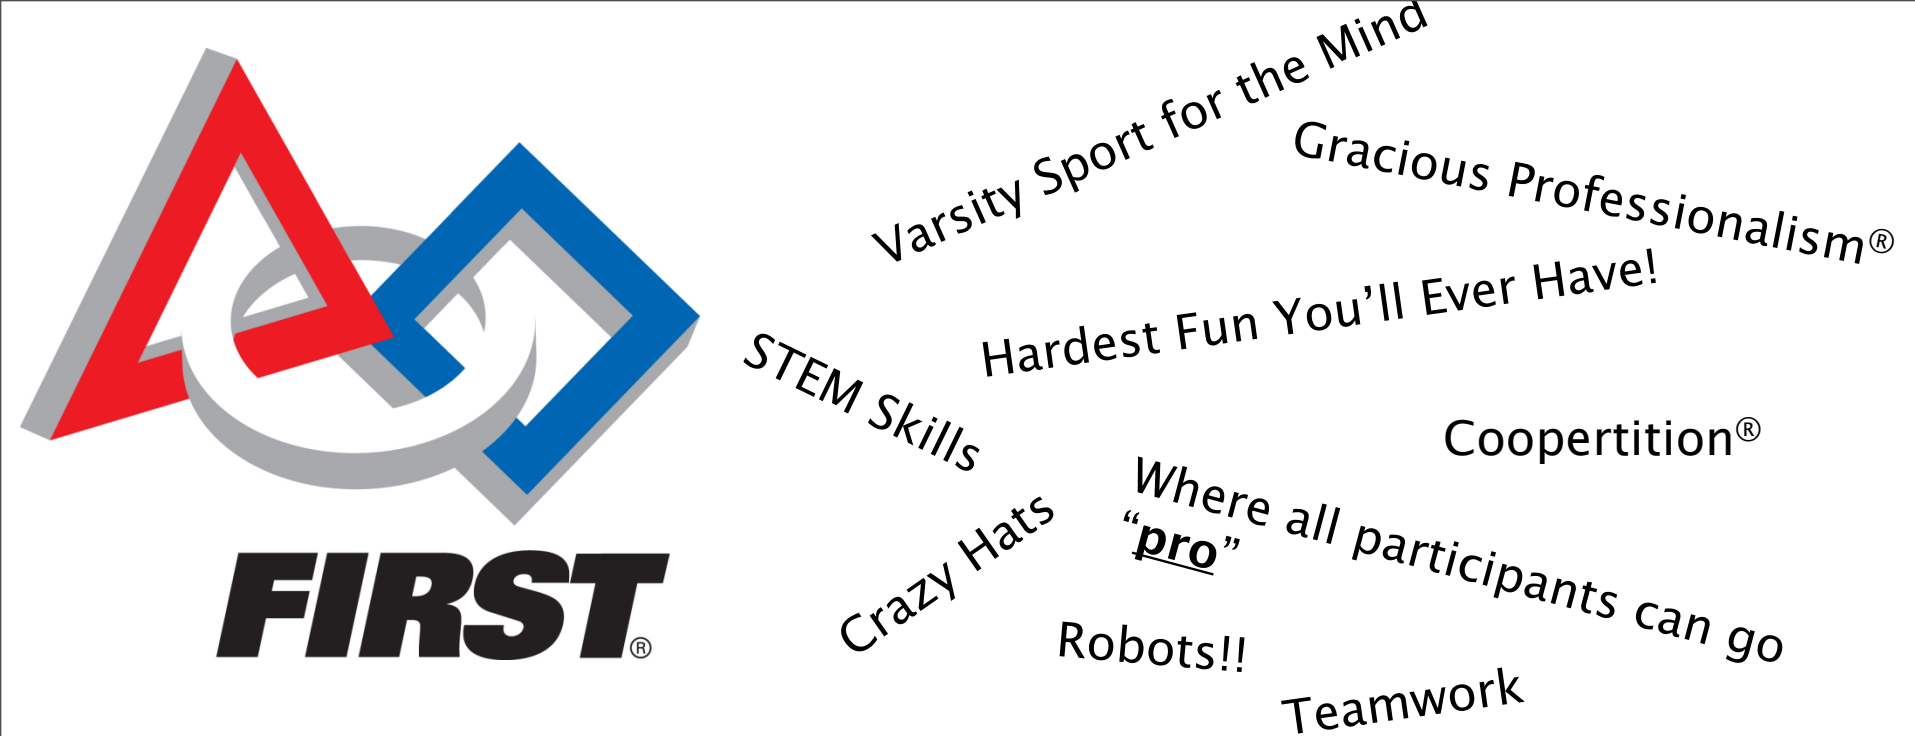 FIRST®
Varsity Sport for the Mind
Gracious Professionalism®
Hardest Fun You’ll Ever Have!
STEM Skills
Coopertition®
Where all participants can go
“pro”
Crazy Hats
Robots!!
Teamwork